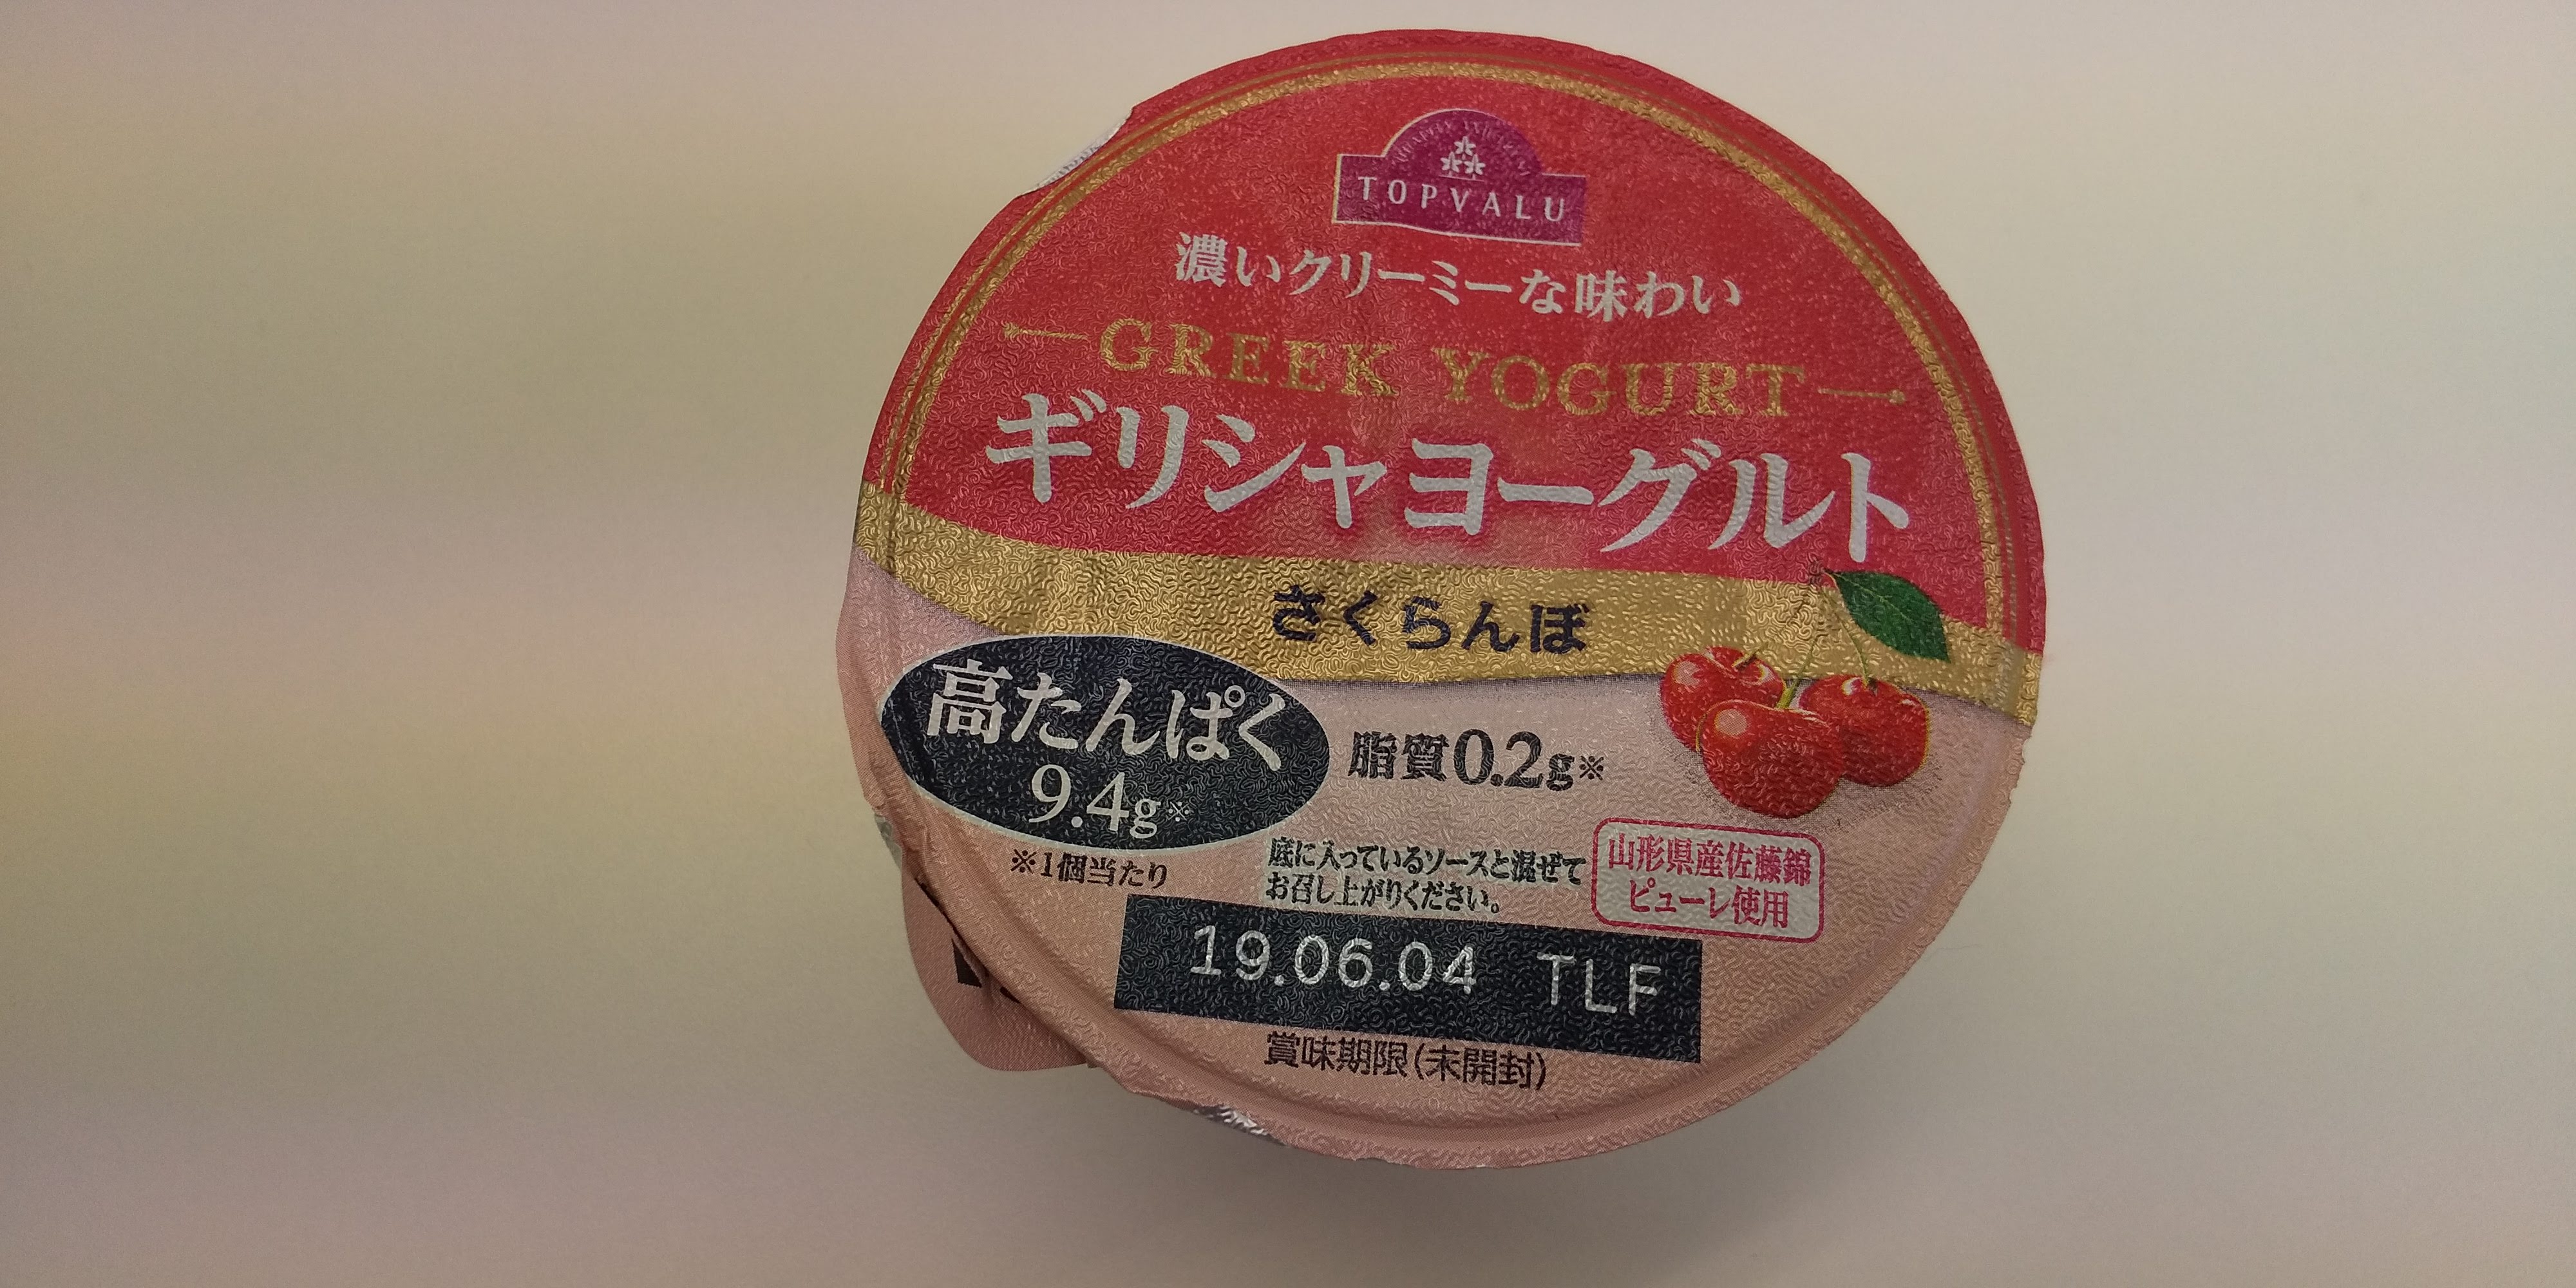 TOPVALU
濃いクリーミーな味わい
GREEK YOGURT
ギリシャヨーグルト
さくらんぼ
高たんぱく
9.4g※
脂質0.2g※
※1個当たり
底に入っているソースと混ぜて
お召し上がりください。
山形県産佐藤錦
ピューレ使用
19.06.04 TLF
賞味期限(未開封)